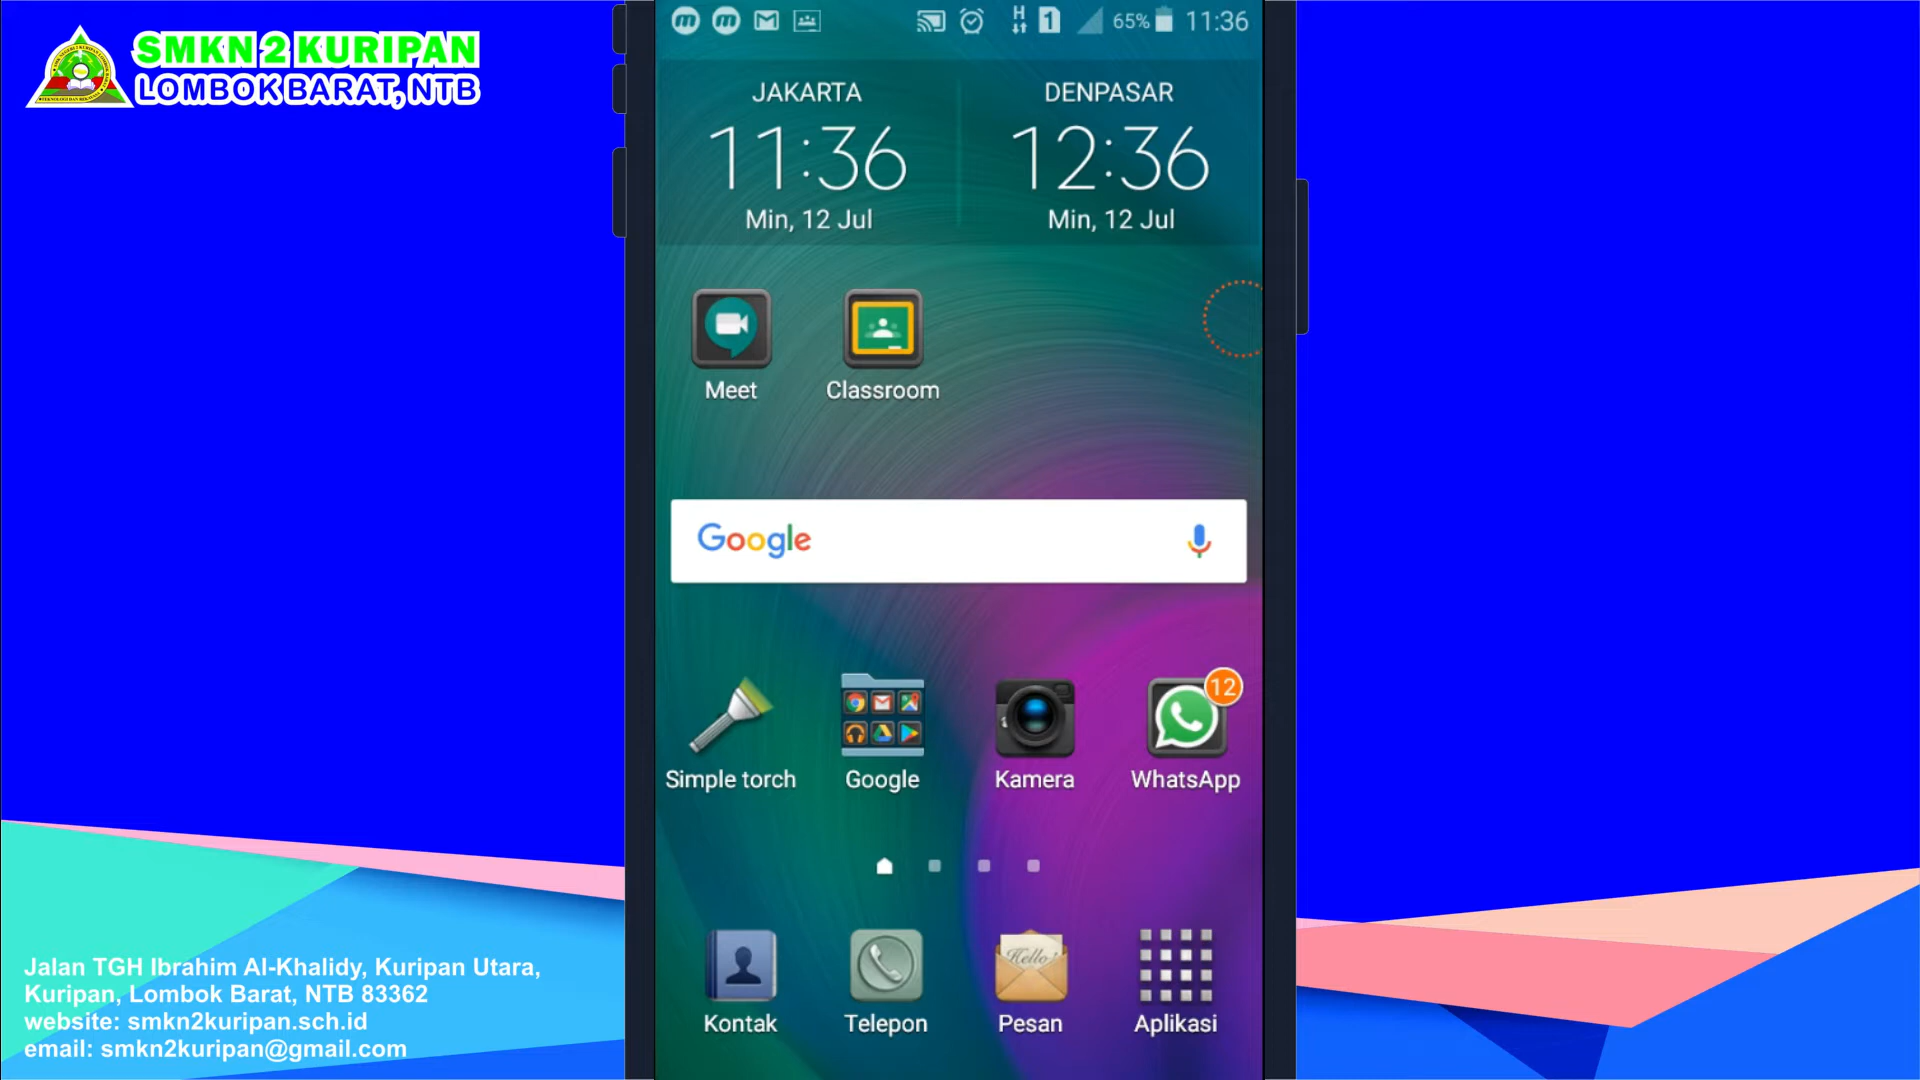 SMKN 2 KURIPAN
LOMBOK BARAT, NTB
H 1 65% 11:36
JAKARTA
11:36
Min, 12 Jul
DENPASAR
12:36
Min, 12 Jul
Meet
Classroom
Google
Simple torch
Google
Kamera
12
WhatsApp
Hello!
Kontak
Telepon
Pesan
Aplikasi
Jalan TGH Ibrahim Al-Khalidy, Kuripan Utara,
Kuripan, Lombok Barat, NTB 83362
website: smkn2kuripan.sch.id
email: smkn2kuripan@gmail.com